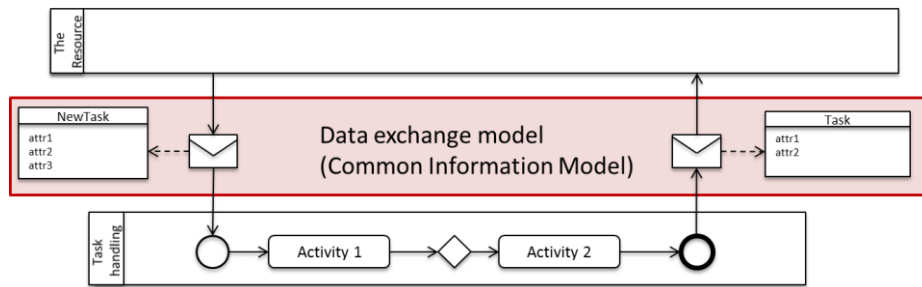 The
Resource
NewTask
attr1
attr2
attr3
Data exchange model
(Common Information Model)
Task
attr1
attr2
Task
handling
Activity 1
Activity 2